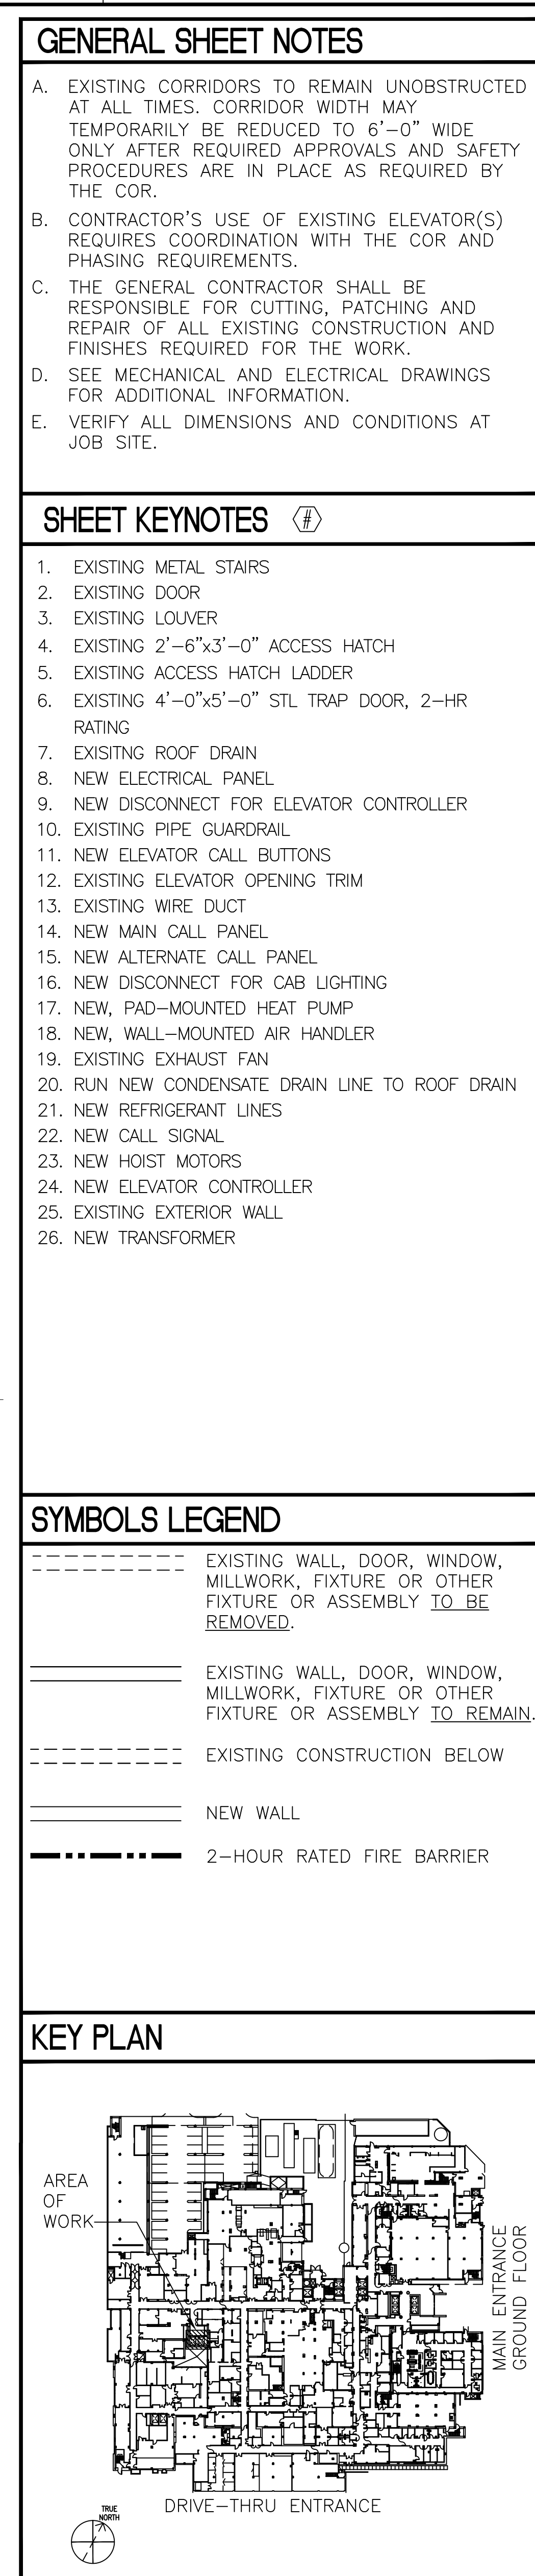 GENERAL SHEET NOTES
A. EXISTING CORRIDORS TO REMAIN UNOBSTRUCTED
AT ALL TIMES. CORRIDOR WIDTH MAY
TEMPORARILY BE REDUCED TO 6'-0" WIDE
ONLY AFTER REQUIRED APPROVALS AND SAFETY
PROCEDURES ARE IN PLACE AS REQUIRED BY
THE COR.
B. CONTRACTOR'S USE OF EXISTING ELEVATOR(S)
REQUIRES COORDINATION WITH THE COR AND
PHASING REQUIREMENTS.
C. THE GENERAL CONTRACTOR SHALL BE
RESPONSIBLE FOR CUTTING, PATCHING AND
REPAIR OF ALL EXISTING CONSTRUCTION AND
FINISHES REQUIRED FOR THE WORK.
D. SEE MECHANICAL AND ELECTRICAL DRAWINGS
FOR ADDITIONAL INFORMATION.
E. VERIFY ALL DIMENSIONS AND CONDITIONS AT
JOB SITE.
SHEET KEYNOTES #
1. EXISTING METAL STAIRS
2. EXISTING DOOR
3. EXISTING LOUVER
4. EXISTING 2'-6"x3'-0" ACCESS HATCH
5. EXISTING ACCESS HATCH LADDER
6. EXISTING 4'-0"x5'-0" STL TRAP DOOR, 2-HR
RATING
7. EXISITNG ROOF DRAIN
8. NEW ELECTRICAL PANEL
9. NEW DISCONNECT FOR ELEVATOR CONTROLLER
10. EXISTING PIPE GUARDRAIL
11. NEW ELEVATOR CALL BUTTONS
12. EXISTING ELEVATOR OPENING TRIM
13. EXISTING WIRE DUCT
14. NEW MAIN CALL PANEL
15. NEW ALTERNATE CALL PANEL
16. NEW DISCONNECT FOR CAB LIGHTING
17. NEW, PAD-MOUNTED HEAT PUMP
18. NEW, WALL-MOUNTED AIR HANDLER
19. EXISTING EXHAUST FAN
20. RUN NEW CONDENSATE DRAIN LINE TO ROOF DRAIN
21. NEW REFRIGERANT LINES
22. NEW CALL SIGNAL
23. NEW HOIST MOTORS
24. NEW ELEVATOR CONTROLLER
25. EXISTING EXTERIOR WALL
26. NEW TRANSFORMER
SYMBOLS LEGEND
EXISTING WALL, DOOR, WINDOW,
MILLWORK, FIXTURE OR OTHER
FIXTURE OR ASSEMBLY TO BE
REMOVED.
EXISTING WALL, DOOR, WINDOW,
MILLWORK, FIXTURE OR OTHER
FIXTURE OR ASSEMBLY TO REMAIN.
EXISTING CONSTRUCTION BELOW
NEW WALL
2-HOUR RATED FIRE BARRIER
KEY PLAN
AREA
OF
WORK
MAIN ENTRANCE
GROUND FLOOR
DRIVE-THRU ENTRANCE
TRUE
NORTH